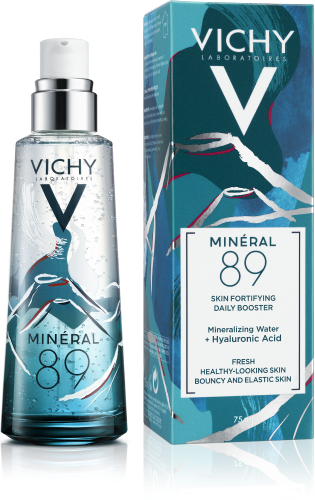 VICHY
LABORATOIRES
V
MINÉRAL
89
VICHY
LABORATOIRES
V
MINÉRAL
89
SKIN FORTIFYING
DAILY BOOSTER
Mineralizing Water
+ Hyaluronic Acid
FRESH
HEALTHY-LOOKING SKIN
BOUNCY AND ELASTIC SKIN